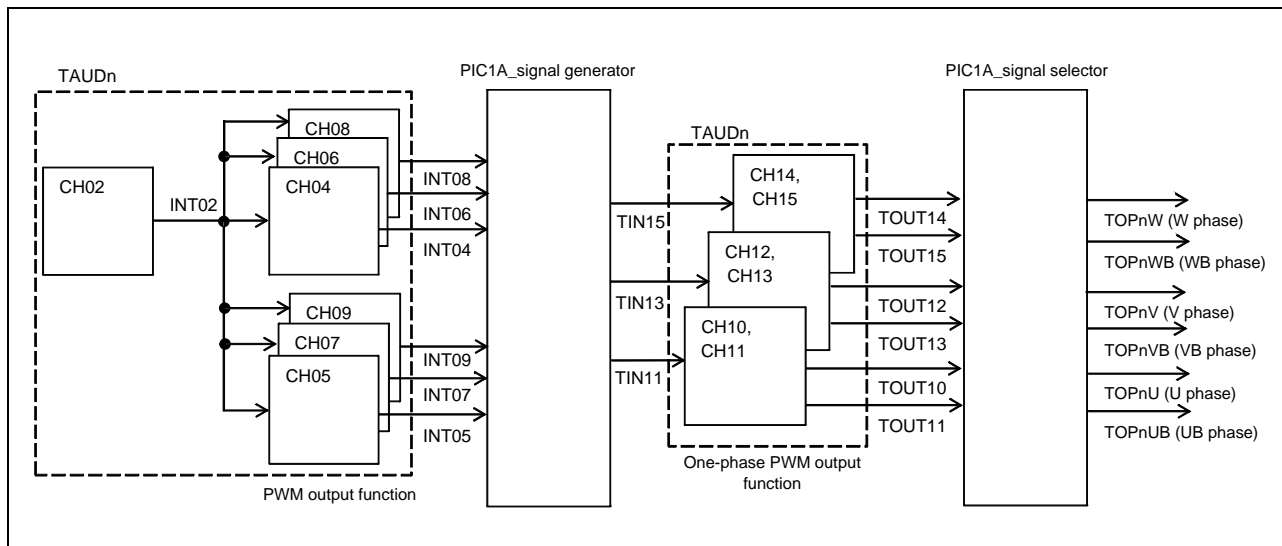 TAUDn
CH02
INT02
CH08
CH06
CH04
CH09
CH07
CH05
PWM output function
INT08
INT06
INT04
INT09
INT07
INT05
PIC1A_signal generator
TIN15
TIN13
TIN11
TAUDn
CH14,
CH15
CH12,
CH13
CH10,
CH11
One-phase PWM output
function
TOUT14
TOUT15
TOUT12
TOUT13
TOUT10
TOUT11
PIC1A_signal selector
TOPnW (W phase)
TOPnWB (WB phase)
TOPnV (V phase)
TOPnVB (VB phase)
TOPnU (U phase)
TOPnUB (UB phase)